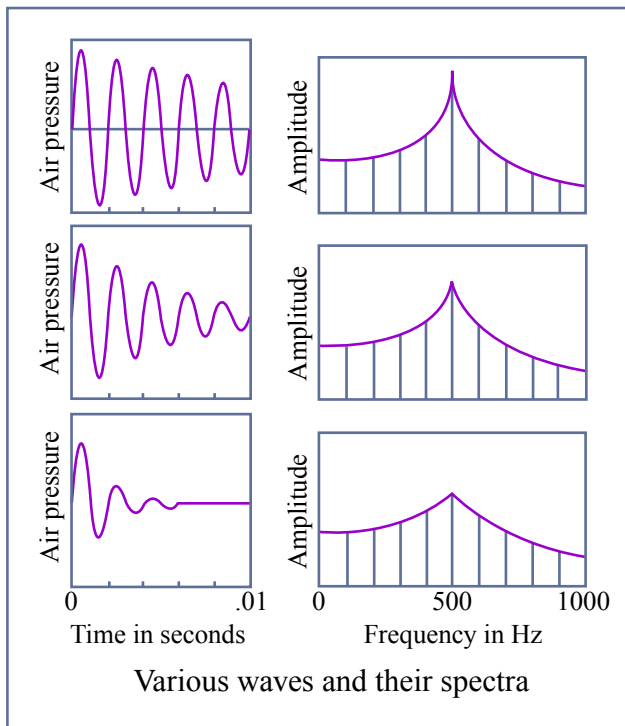 Air pressure
Amplitude
Air pressure
Amplitude
Air pressure
Amplitude
0 .01
0 500 1000
Time in seconds
Frequency in Hz
Various waves and their spectra